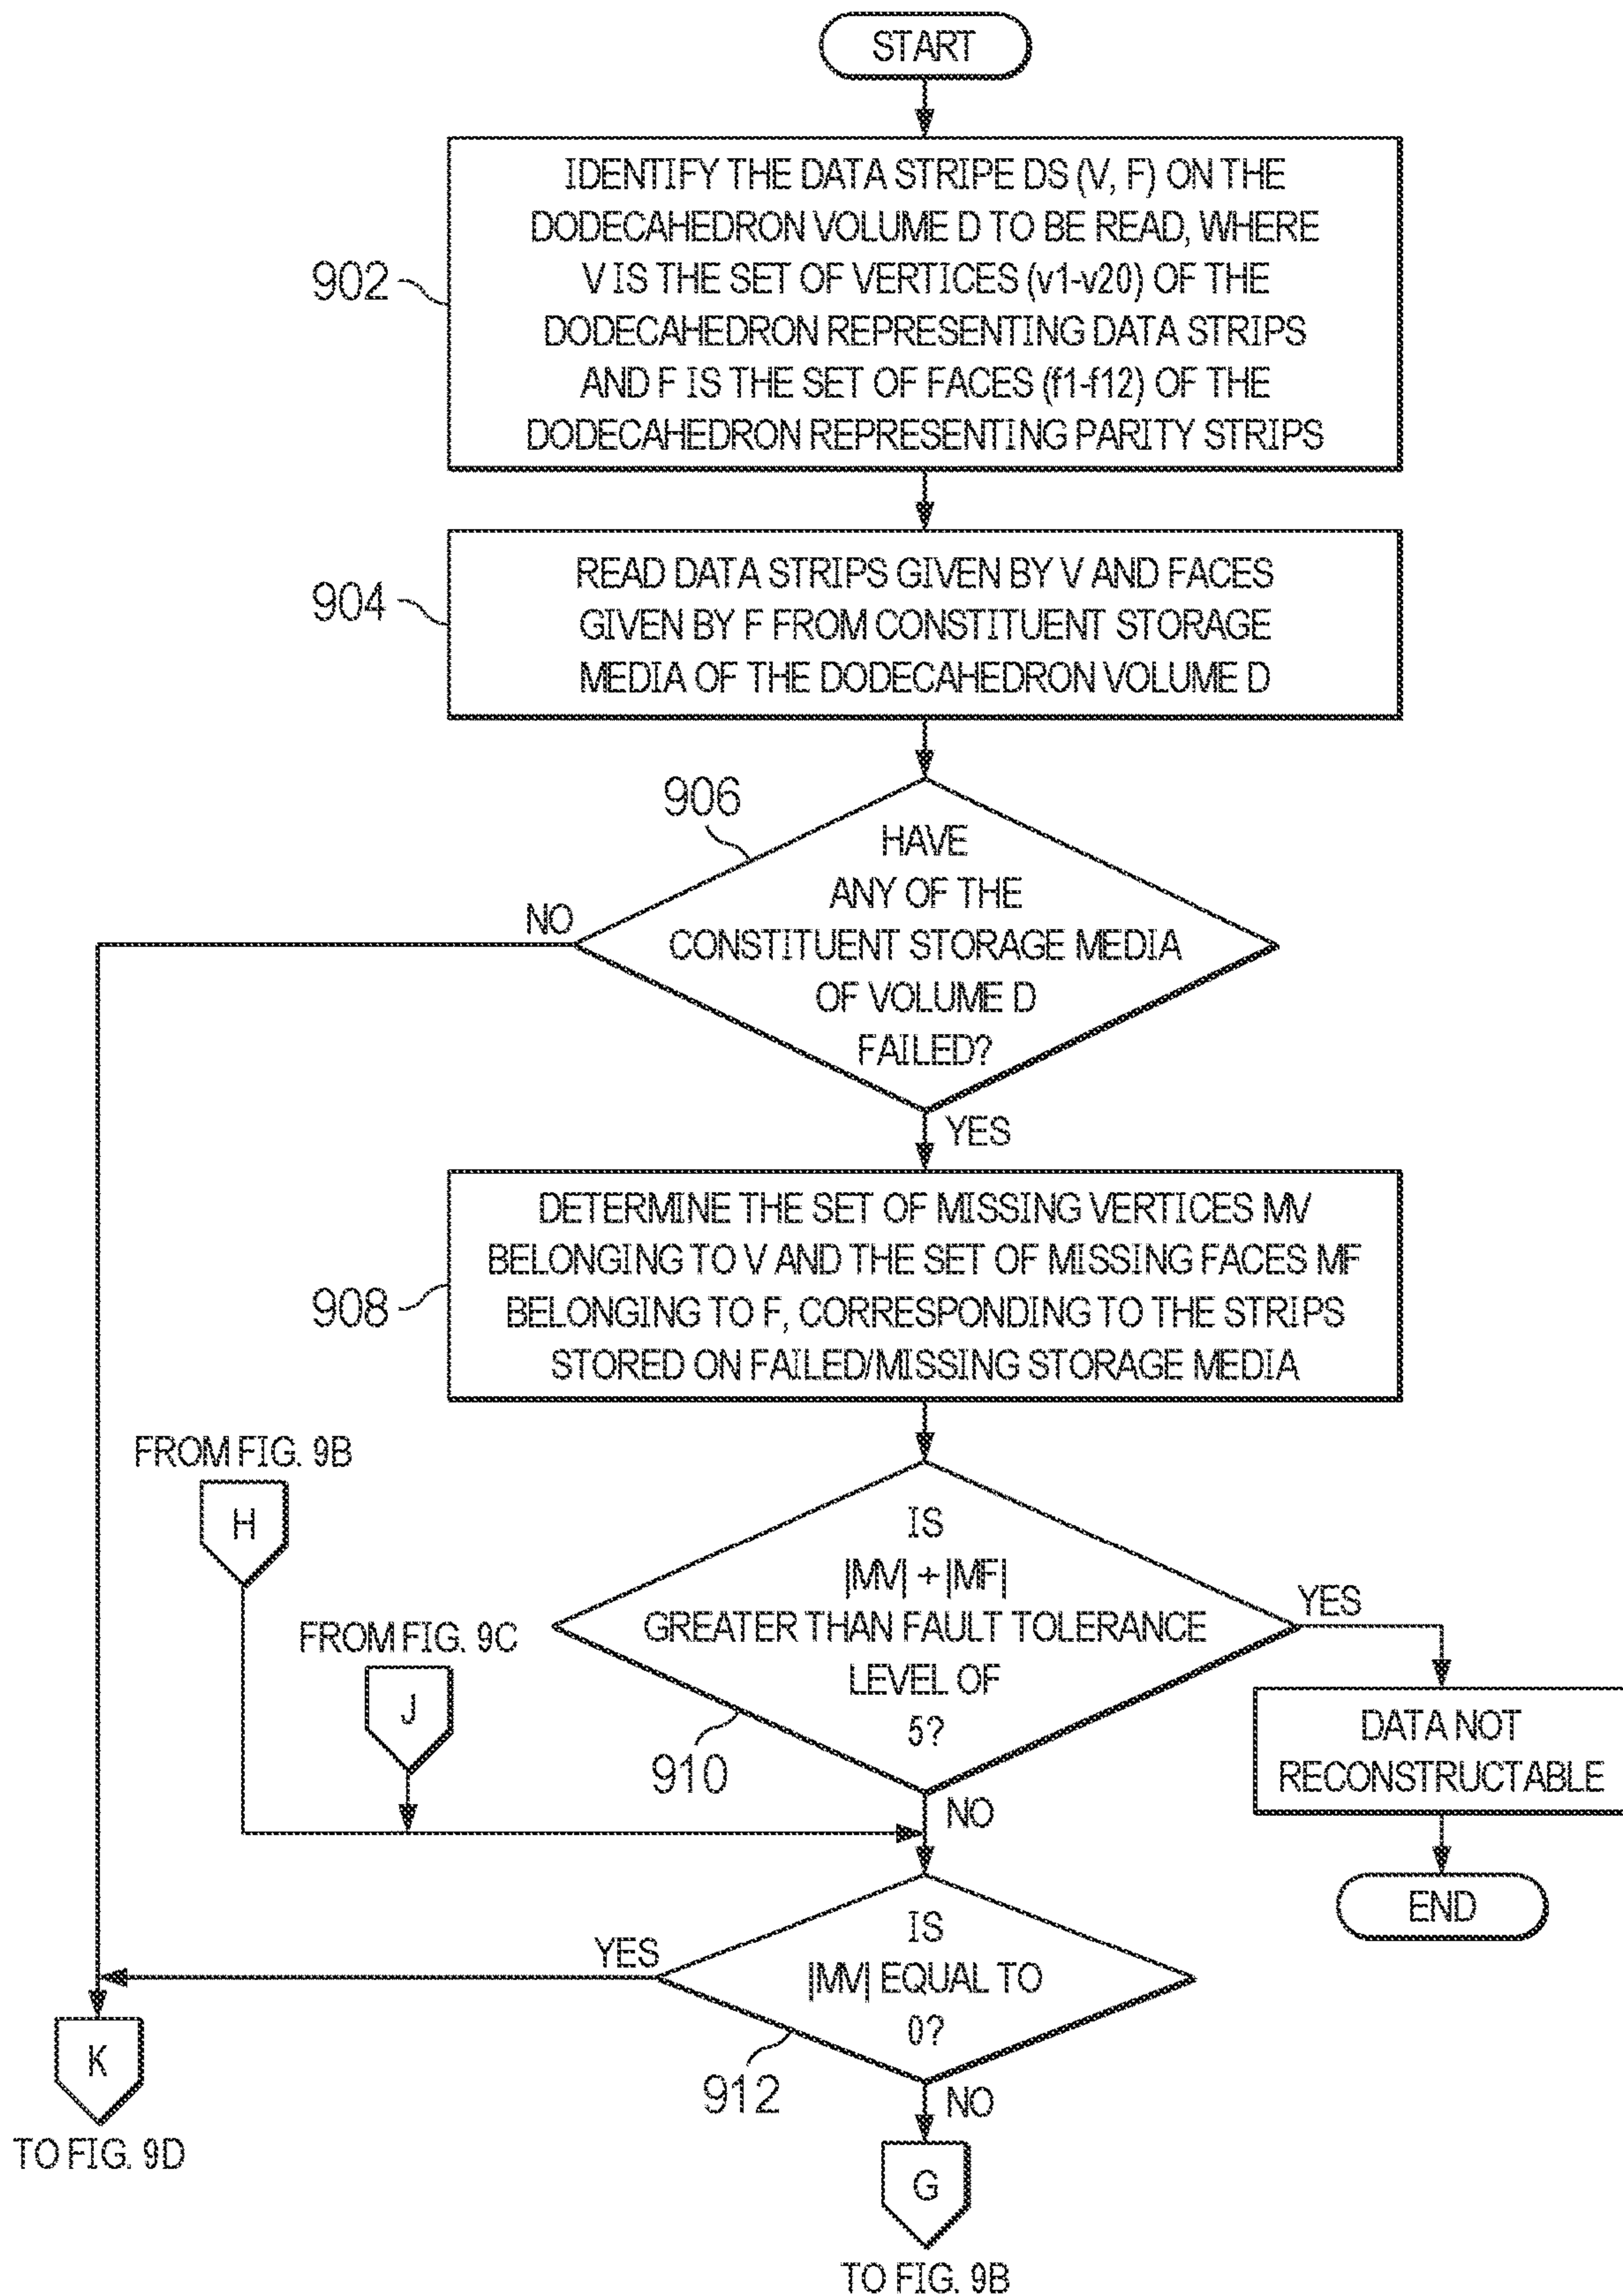 START
IDENTIFY THE DATA STRIPE DS (V, F) ON THE
DODECAHEDRON VOLUME D TO BE READ, WHERE
V IS THE SET OF VERTICES (v1-v20) OF THE
DODECAHEDRON REPRESENTING DATA STRIPS
AND F IS THE SET OF FACES (f1-f12) OF THE
DODECAHEDRON REPRESENTING PARITY STRIPS
902
READ DATA STRIPS GIVEN BY V AND FACES
GIVEN BY F FROM CONSTITUENT STORAGE
MEDIA OF THE DODECAHEDRON VOLUME D
904
906
HAVE
ANY OF THE
CONSTITUENT STORAGE MEDIA
OF VOLUME D
FAILED?
NO
YES
DETERMINE THE SET OF MISSING VERTICES MV
BELONGING TO V AND THE SET OF MISSING FACES MF
BELONGING TO F, CORRESPONDING TO THE STRIPS
STORED ON FAILED/MISSING STORAGE MEDIA
908
FROM FIG. 9B
H
FROM FIG. 9C
J
IS
|MV| + |MF|
GREATER THAN FAULT TOLERANCE
LEVEL OF
5?
910
YES
NO
DATA NOT
RECONSTRUCTABLE
END
IS
|MV| EQUAL TO
0?
912
YES
NO
K
TO FIG. 9D
G
TO FIG. 9B